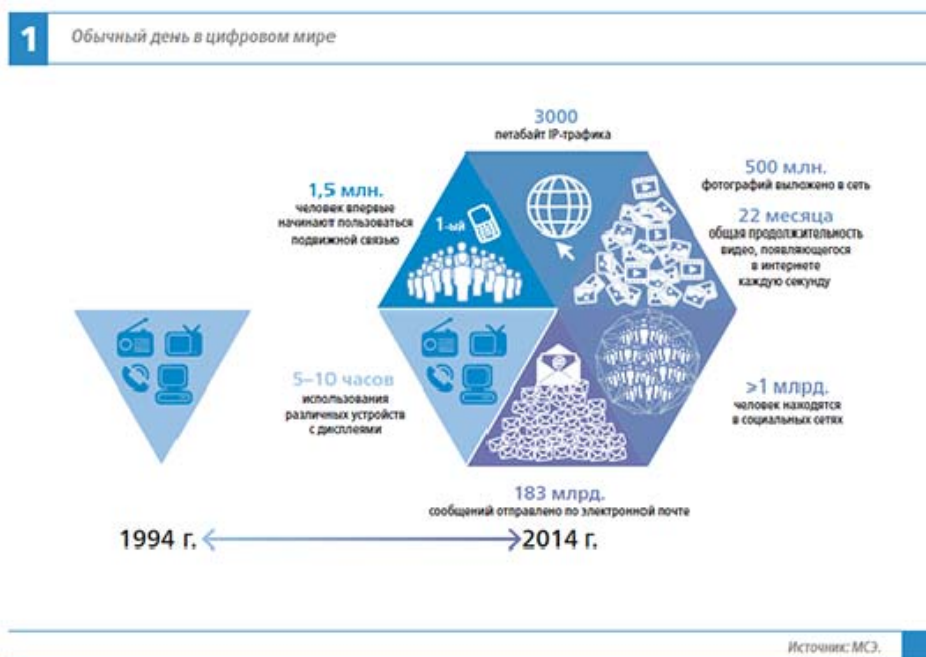 1
Обычный день в цифровом мире
3000
петабайт IP-трафика
1,5 млн.
человек впервые
начинают пользоваться
подвижной связью
1-ый
500 млн.
фотографий выложено в сеть
22 месяца
общая продолжительность
видео, появляющегося
в интернете
каждую секунду
5–10 часов
использования
различных устройств
с дисплеями
>1 млрд.
человек находятся
в социальных сетях
183 млрд.
сообщений отправлено по электронной почте
1994 г.
2014 г.
Источник: МСЭ.